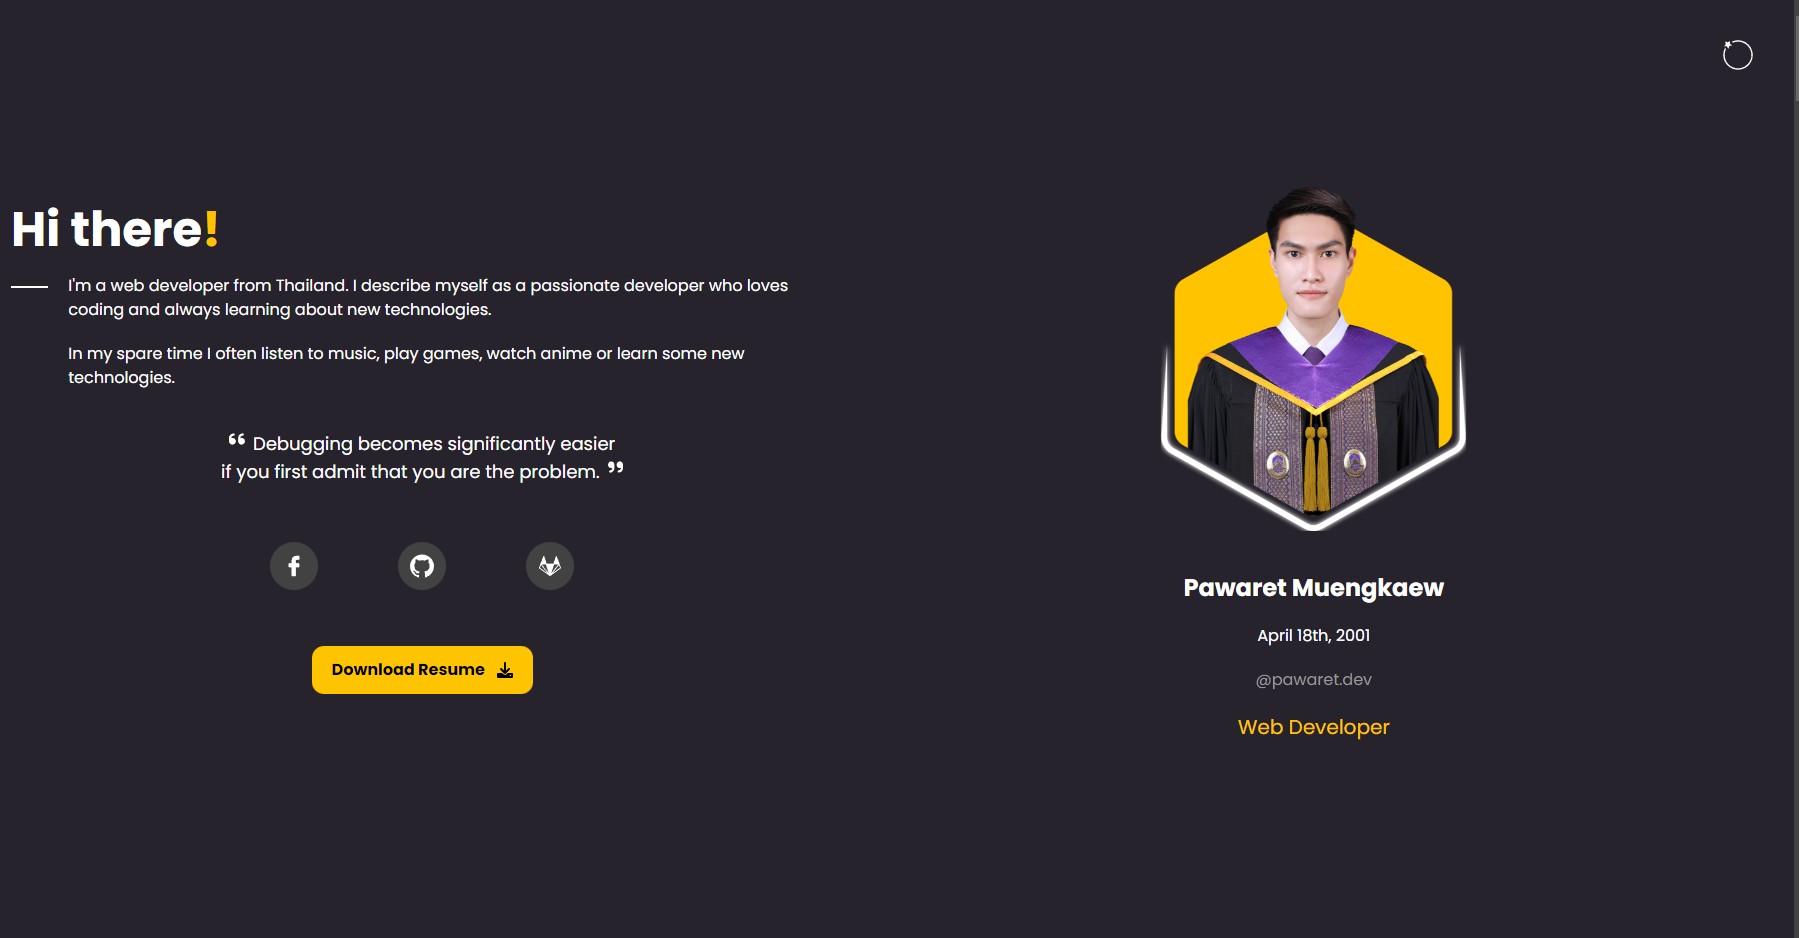 Hi there!
I'm a web developer from Thailand. I describe myself as a passionate developer who loves
coding and always learning about new technologies.
In my spare time I often listen to music, play games, watch anime or learn some new
technologies.
“ Debugging becomes significantly easier
if you first admit that you are the problem. ”
Download Resume
Pawaret Muengkaew
April 18th, 2001
@pawaret.dev
Web Developer